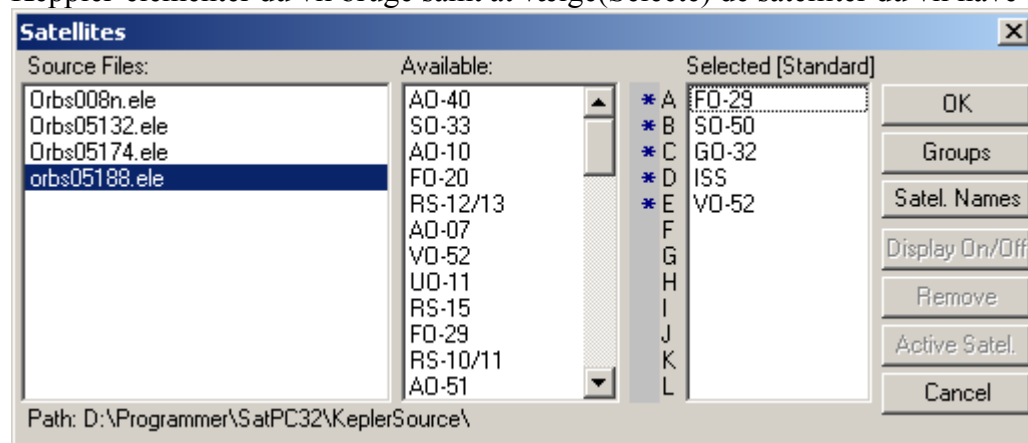 Keppler elementer du vil bruge samt at vælge(Selecte) de satelliter du vil have
Satellites
Source Files:
Orbs008n.ele
Orbs05132.ele
Orbs05174.ele
orbs05188.ele
Available:
AO-40
SO-33
AO-10
FO-20
RS-12/13
AO-07
VO-52
UO-11
RS-15
FO-29
RS-10/11
AO-51
Selected [Standard]
* A FO-29
* B SO-50
* C GO-32
* D ISS
* E VO-52
F
G
H
I
J
K
L
OK
Groups
Satel. Names
Display On/Off
Remove
Active Satel.
Cancel
Path: D:\Programmer\SatPC32\KeplerSource\